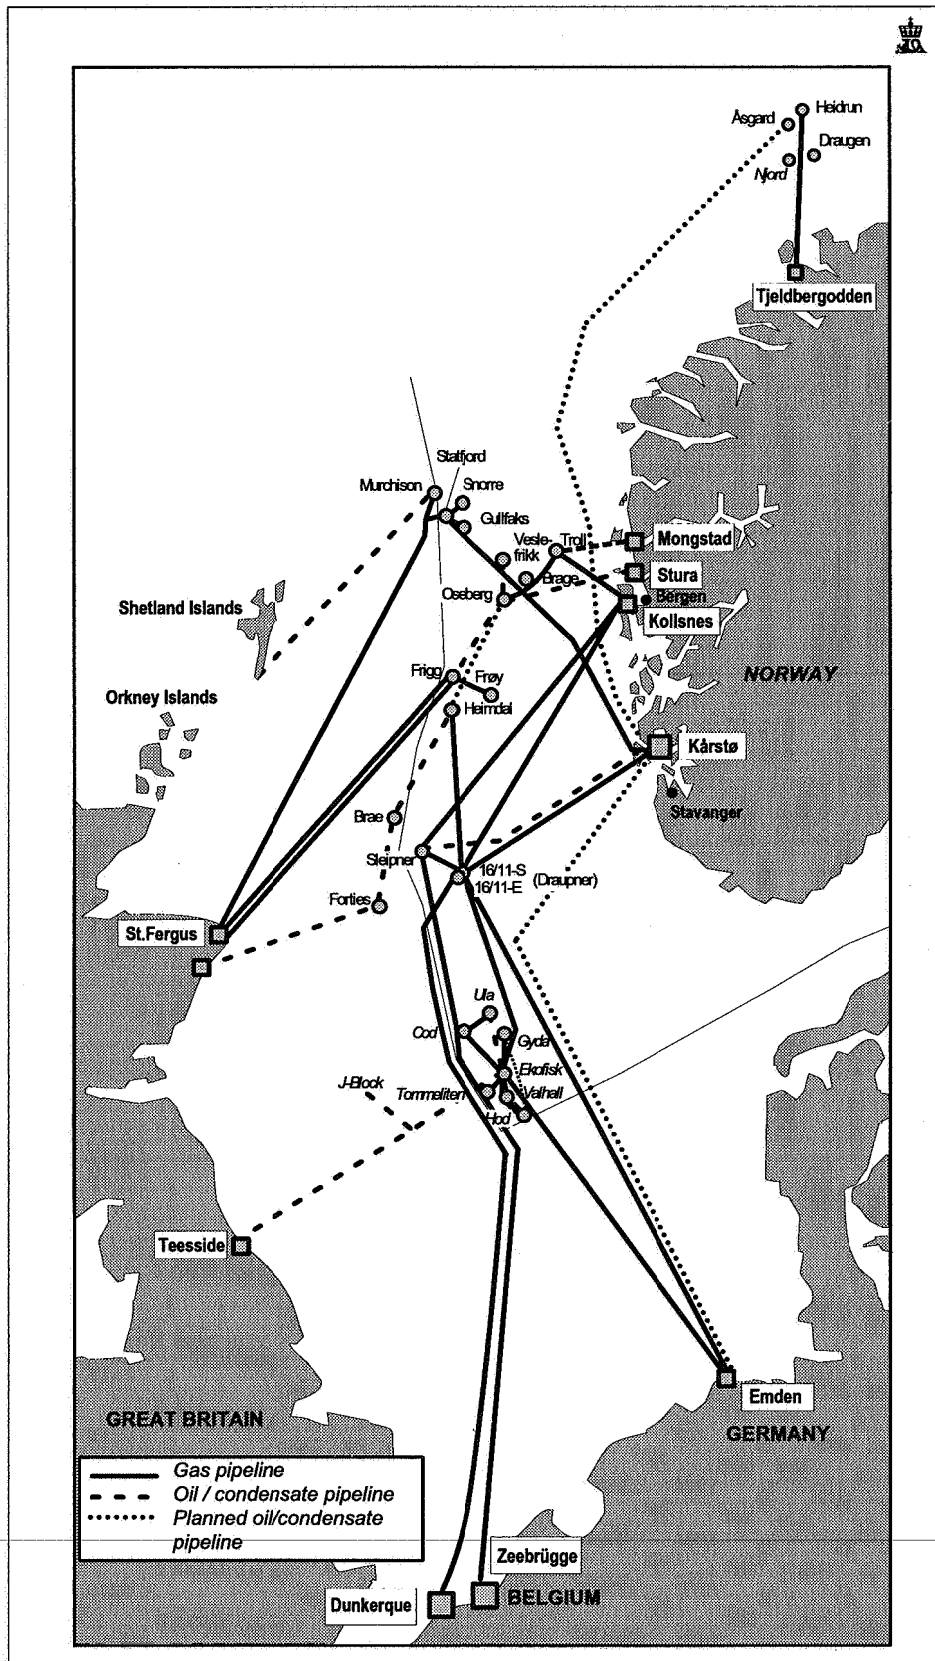 Heidrun
Åsgard
Draugen
Njord
Tjeldbergodden
Statfjord
Murchison
Snorre
Gullfaks
Vesle-
frikk
Troll
Mongstad
Brage
Stura
Oseberg
Bergen
Shetland Islands
Kollsnes
Frigg
Frøy
NORWAY
Orkney Islands
Heimdal
Kårstø
Stavanger
Brae
Sleipner
16/11-S
16/11-E
(Draupner)
Forties
St.Fergus
Ula
Cod
Gyda
Ekofisk
J-Block
Tommeliten
Valhall
Hod
Teesside
Emden
GREAT BRITAIN
GERMANY
Gas pipeline
Oil / condensate pipeline
Planned oil/condensate
pipeline
Zeebrügge
Dunkerque
BELGIUM